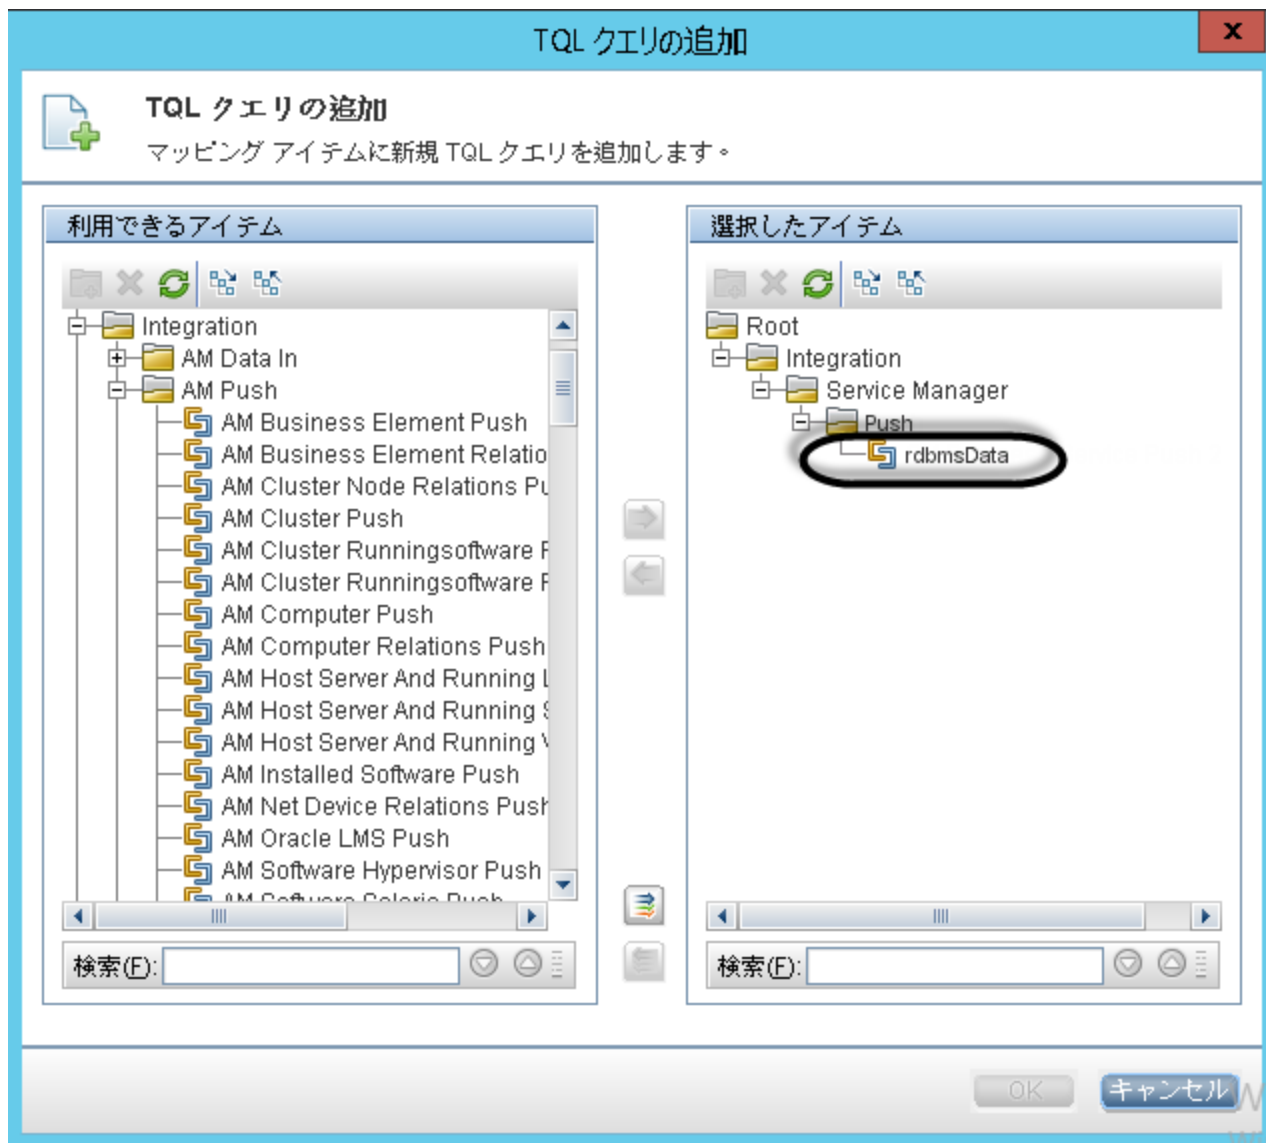 TQL クエリの追加
X
TQL クエリの追加
マッピング アイテムに新規 TQL クエリを追加します。
利用できるアイテム
Integration
AM Data In
AM Push
AM Business Element Push
AM Business Element Relatio
AM Cluster Node Relations Pu
AM Cluster Push
AM Cluster Runningsoftware
AM Cluster Runningsoftware
AM Computer Push
AM Computer Relations Push
AM Host Server And Running
AM Host Server And Running
AM Host Server And Running
AM Installed Software Push
AM Net Device Relations Push
AM Oracle LMS Push
AM Software Hypervisor Push
検索(F):
選択したアイテム
Root
Integration
Service Manager
Push
rdbmsData
検索(F):
OK
キャンセル